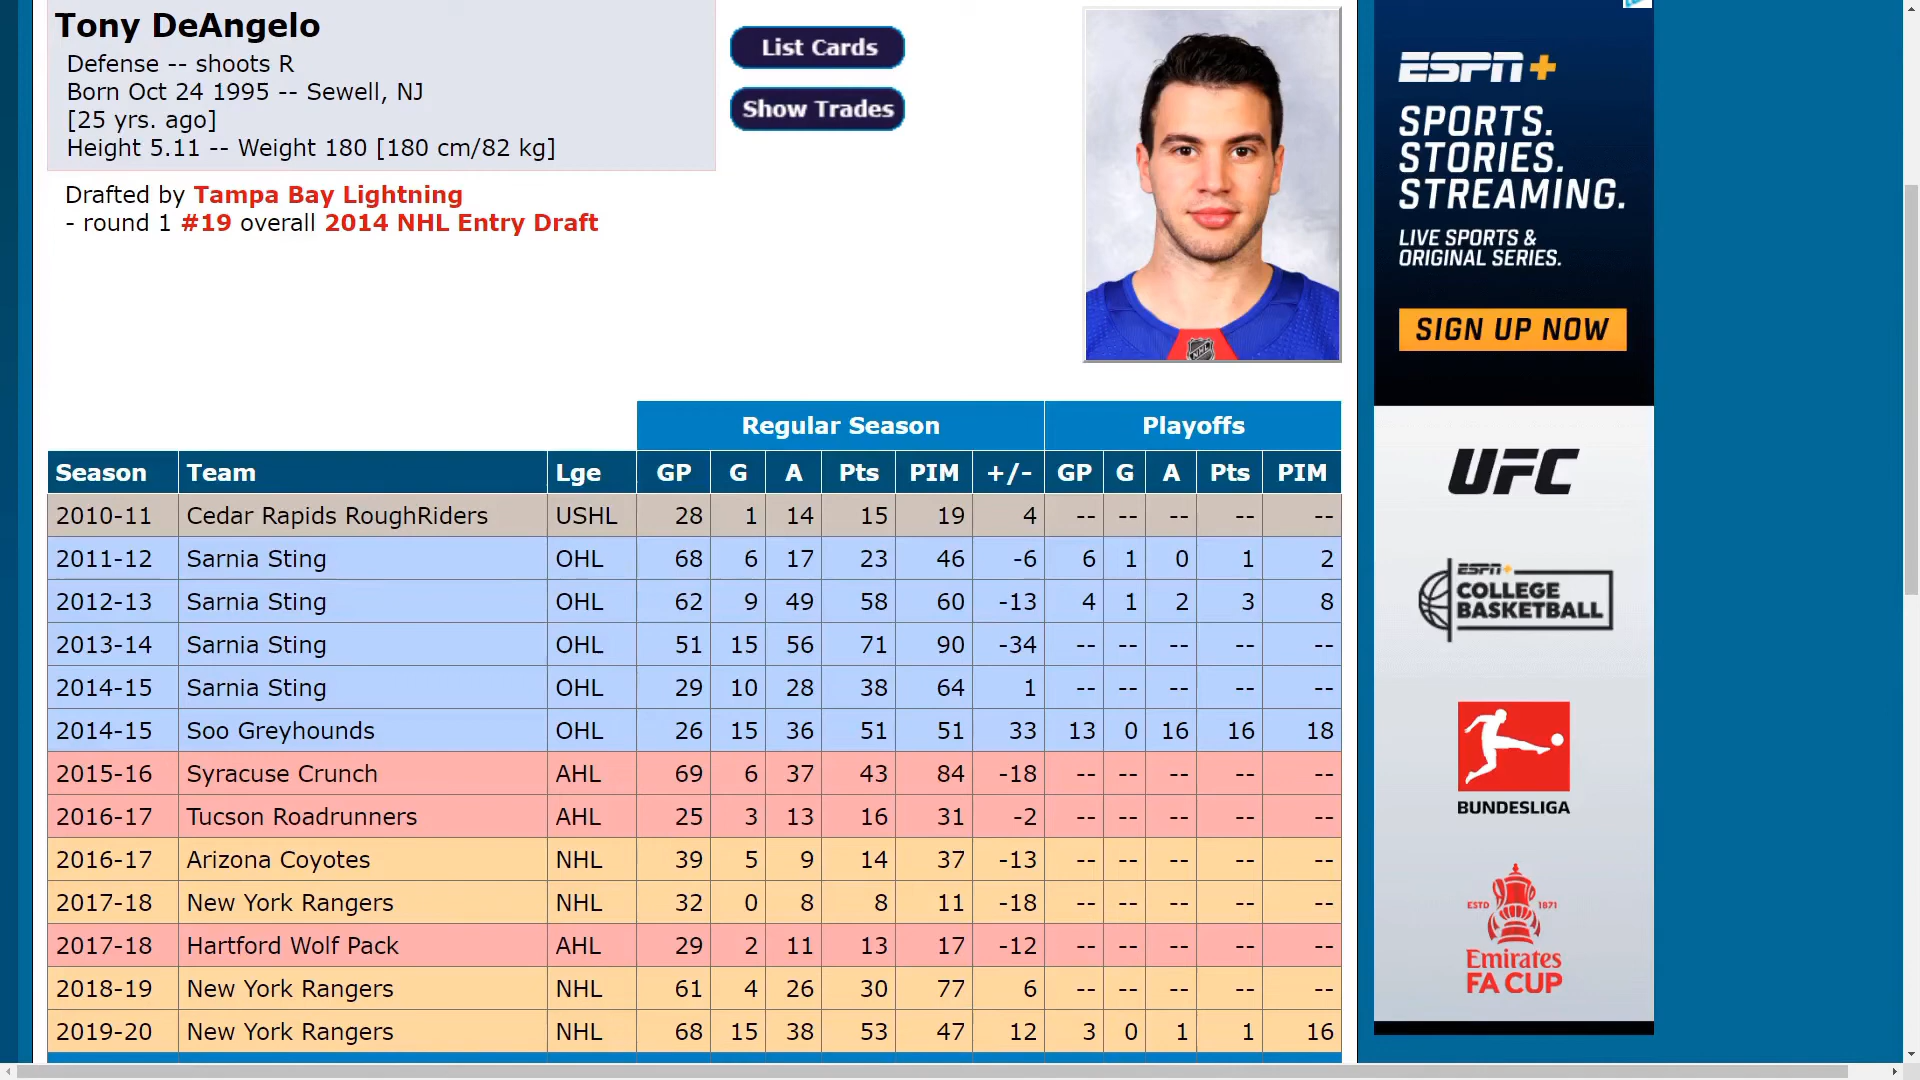 Tony DeAngelo
Defense -- shoots R
Born Oct 24 1995 -- Sewell, NJ
[25 yrs. ago]
Height 5.11 -- Weight 180 [180 cm/82 kg]
Drafted by Tampa Bay Lightning
- round 1 #19 overall 2014 NHL Entry Draft
List Cards
Show Trades
NHL
Regular Season Playoffs
Season Team Lge GP G A Pts PIM +/- GP G A Pts PIM
2010-11 Cedar Rapids RoughRiders USHL 28 1 14 15 19 4 -- -- -- -- --
2011-12 Sarnia Sting OHL 68 6 17 23 46 -6 6 1 0 1 2
2012-13 Sarnia Sting OHL 62 9 49 58 60 -13 4 1 2 3 8
2013-14 Sarnia Sting OHL 51 15 56 71 90 -34 -- -- -- -- --
2014-15 Sarnia Sting OHL 29 10 28 38 64 1 -- -- -- -- --
2014-15 Soo Greyhounds OHL 26 15 36 51 51 33 13 0 16 16 18
2015-16 Syracuse Crunch AHL 69 6 37 43 84 -18 -- -- -- -- --
2016-17 Tucson Roadrunners AHL 25 3 13 16 31 -2 -- -- -- -- --
2016-17 Arizona Coyotes NHL 39 5 9 14 37 -13 -- -- -- -- --
2017-18 New York Rangers NHL 32 0 8 8 11 -18 -- -- -- -- --
2017-18 Hartford Wolf Pack AHL 29 2 11 13 17 -12 -- -- -- -- --
2018-19 New York Rangers NHL 61 4 26 30 77 6 -- -- -- -- --
2019-20 New York Rangers NHL 68 15 38 53 47 12 3 0 1 1 16
ESPN+
SPORTS.
STORIES.
STREAMING.
LIVE SPORTS &
ORIGINAL SERIES.
SIGN UP NOW
UFC
ESPN+
COLLEGE
BASKETBALL
BUNDESLIGA
ESTD 1871
Emirates
FA CUP